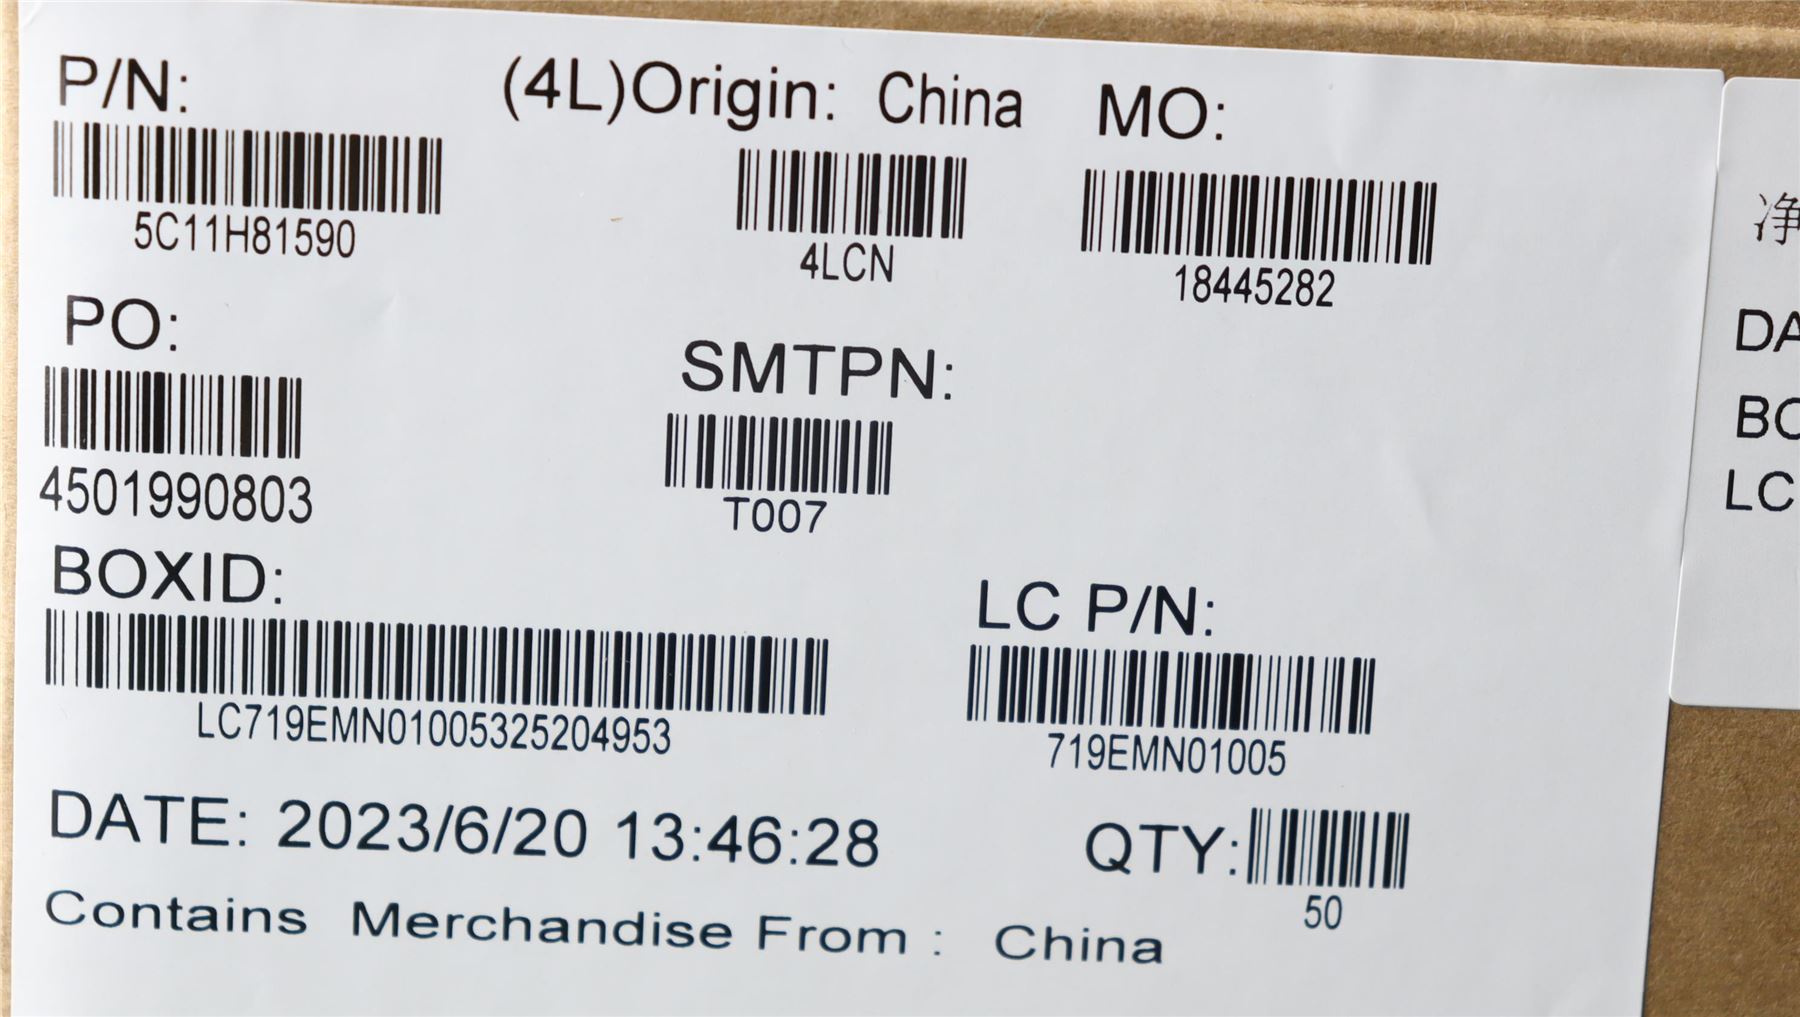 P/N:
(4L)Origin: China
MO:
5C11H81590
4LCN
18445282
PO:
SMTPN:
4501990803
T007
BOXID:
LC P/N:
LC719EMN01005325204953
719EMN01005
DATE: 2023/6/20 13:46:28
QTY:
50
Contains Merchandise From : China
净
DA
BO
LC